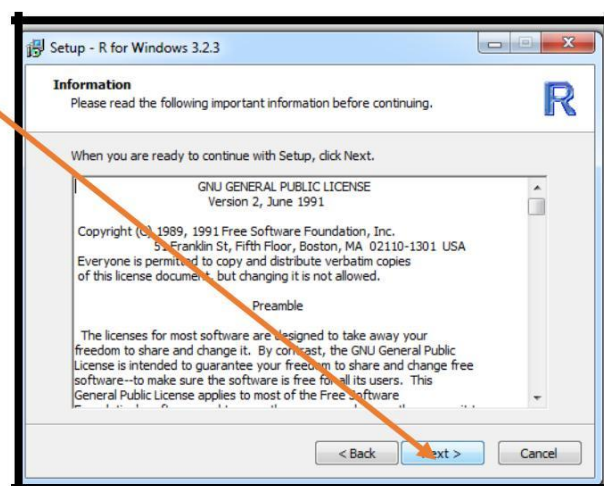 Setup - R for Windows 3.2.3
Information
Please read the following important information before continuing.
R
When you are ready to continue with Setup, click Next.
GNU GENERAL PUBLIC LICENSE
Version 2, June 1991
Copyright (C) 1989, 1991 Free Software Foundation, Inc.
51 Franklin St, Fifth Floor, Boston, MA 02110-1301 USA
Everyone is permitted to copy and distribute verbatim copies
of this license document, but changing it is not allowed.
Preamble
The licenses for most software are designed to take away your
freedom to share and change it. By contrast, the GNU General Public
License is intended to guarantee your freedom to share and change free
software--to make sure the software is free for all its users. This
General Public License applies to most of the Free Software
< Back Next > Cancel